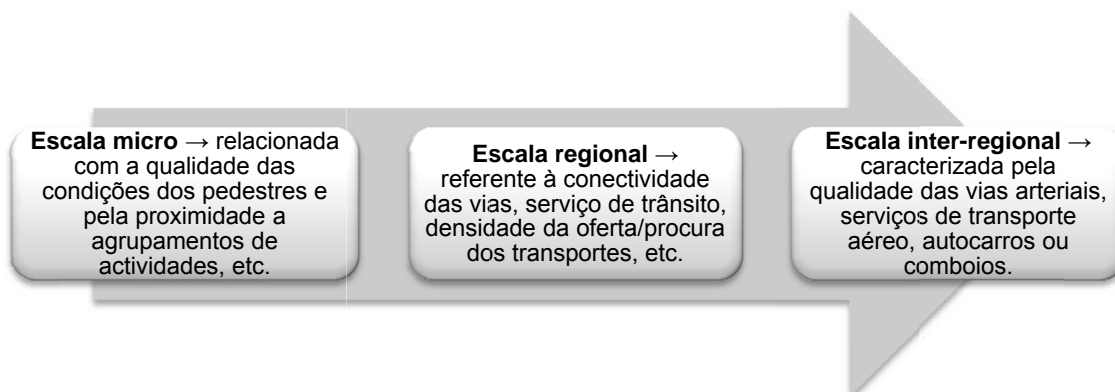 Escala micro → relacionada
com a qualidade das
condições dos pedestres e
pela proximidade a
agrupamentos de
actividades, etc.
Escala regional →
referente à conectividade
das vias, serviço de trânsito,
densidade da oferta/procura
dos transportes, etc.
Escala inter-regional →
caracterizada pela
qualidade das vias arteriais,
serviços de transporte
aéreo, autocarros ou
comboios.